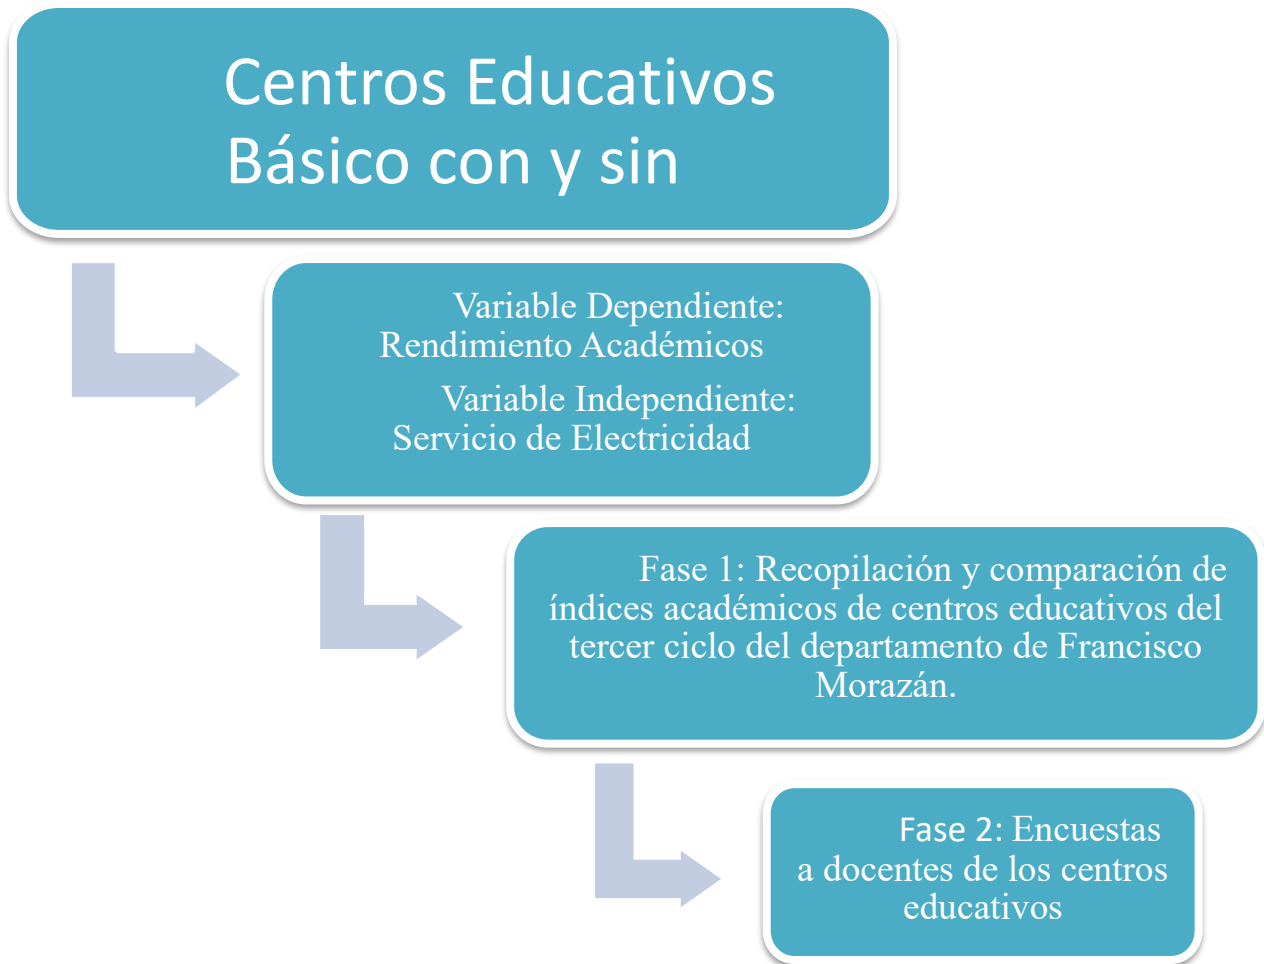 Centros Educativos
Básico con y sin
Variable Dependiente:
Rendimiento Académicos
Variable Independiente:
Servicio de Electricidad
Fase 1: Recopilación y comparación de
índices académicos de centros educativos del
tercer ciclo del departamento de Francisco
Morazán.
Fase 2: Encuestas
a docentes de los centros
educativos